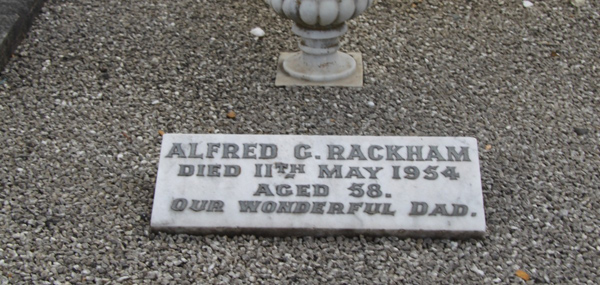 ALFRED G. RACKHAM
DIED 11TH MAY 1954
AGED 58.
OUR WONDERFUL DAD.